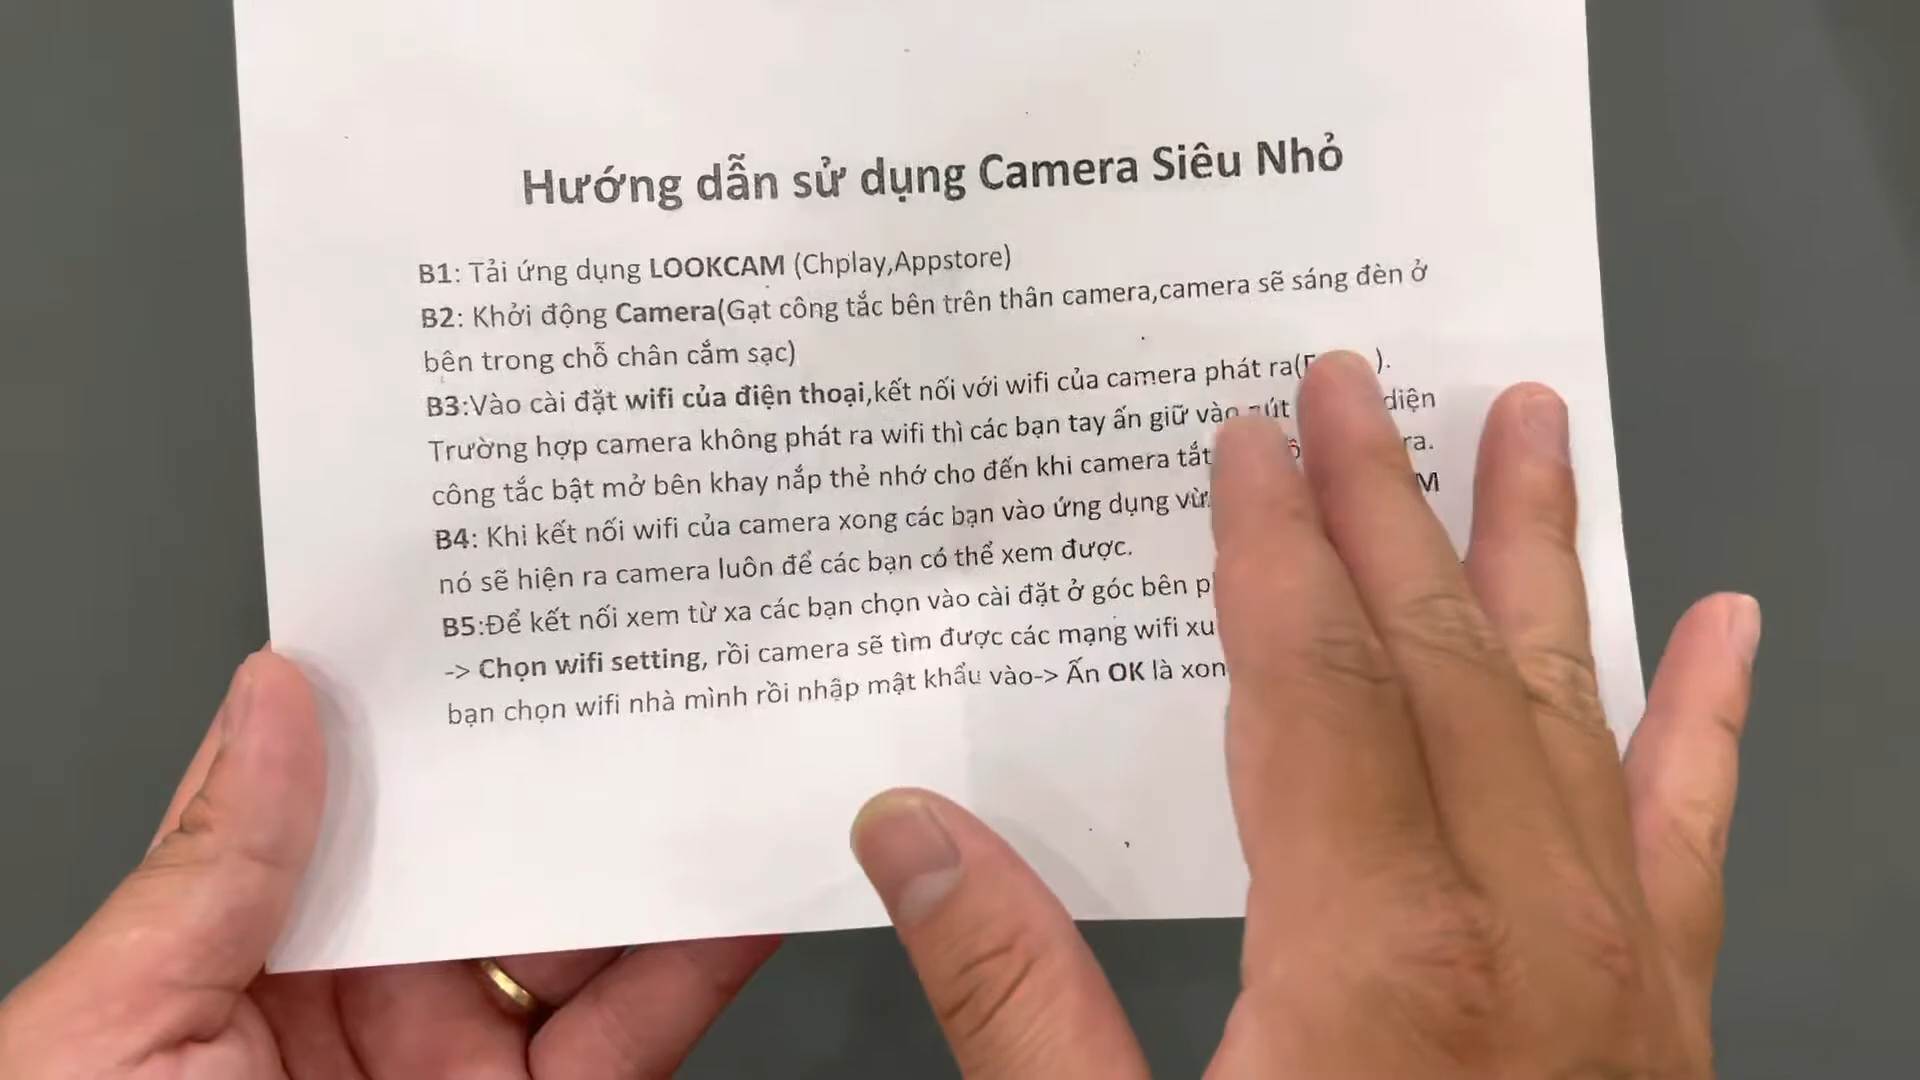 Hướng dẫn sử dụng Camera Siêu Nhỏ
B1: Tải ứng dụng LOOKCAM (Chplay,Appstore)
B2: Khởi động Camera(Gạt công tắc bên trên thân camera,camera sẽ sáng đèn ở
bên trong chỗ chân cắm sạc)
B3:Vào cài đặt wifi của điện thoại,kết nối với wifi của camera phát ra( ).
Trường hợp camera không phát ra wifi thì các bạn tay ấn giữ vào diện
công tắc bật mở bên khay nắp thẻ nhớ cho đến khi camera tắt ra.
B4: Khi kết nối wifi của camera xong các bạn vào ứng dụng
nó sẽ hiện ra camera luôn để các bạn có thể xem được.
B5:Để kết nối xem từ xa các bạn chọn vào cài đặt ở góc bên
-> Chọn wifi setting, rồi camera sẽ tìm được các mạng wifi
bạn chọn wifi nhà mình rồi nhập mật khẩu vào-> Ấn OK là